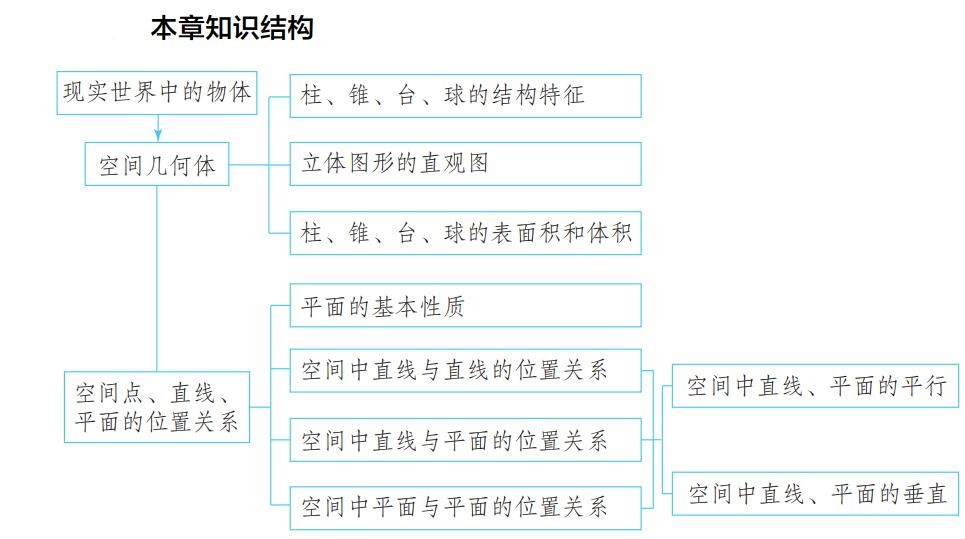 本章知识结构
现实世界中的物体
空间几何体
柱、锥、台、球的结构特征
立体图形的直观图
柱、锥、台、球的表面积和体积
空间点、直线、
平面的位置关系
平面的基本性质
空间中直线与直线的位置关系
空间中直线与平面的位置关系
空间中平面与平面的位置关系
空间中直线、平面的平行
空间中直线、平面的垂直